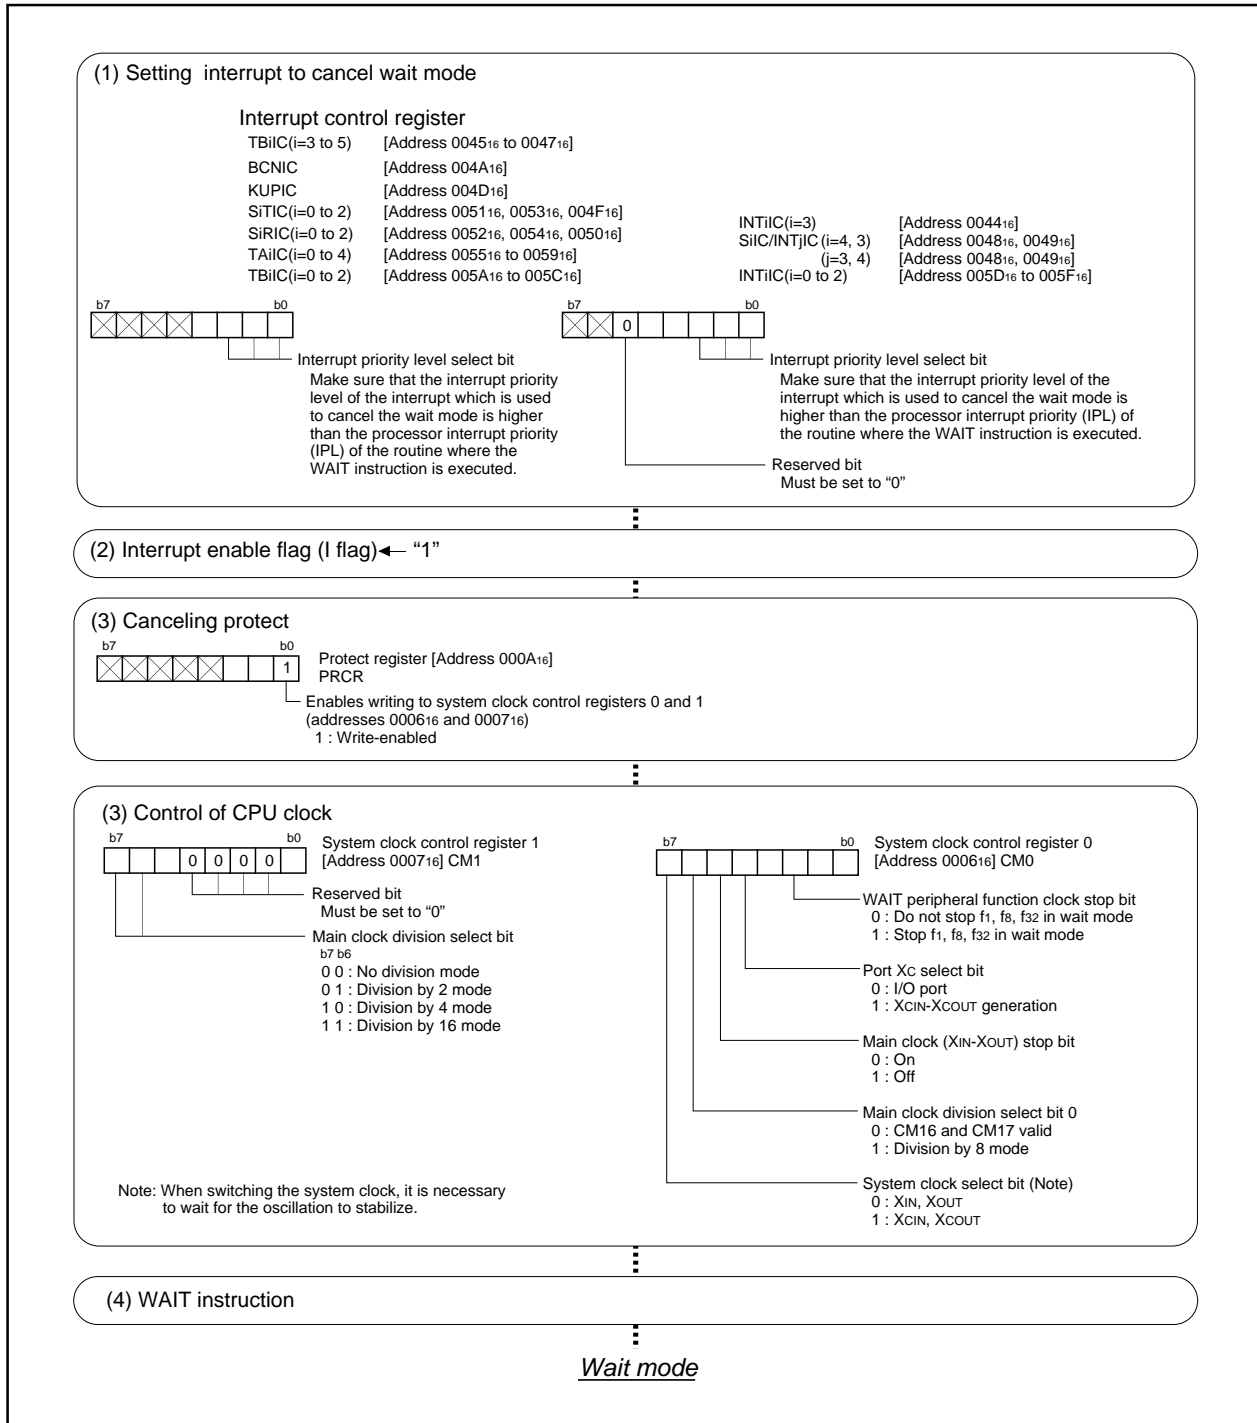 (1) Setting interrupt to cancel wait mode
Interrupt control register
TBiIC(i=3 to 5) [Address 004516 to 004716]
BCNIC [Address 004A16]
KUPIC [Address 004D16]
SiTIC(i=0 to 2) [Address 005116, 005316, 004F16]
SiRIC(i=0 to 2) [Address 005216, 005416, 005016]
TAiIC(i=0 to 4) [Address 005516 to 005916]
TBiIC(i=0 to 2) [Address 005A16 to 005C16]
INTiIC(i=3) [Address 004416]
SiIC/INTjIC (i=4, 3) [Address 004816, 004916]
(j=3, 4) [Address 004816, 004916]
INTiIC(i=0 to 2) [Address 005D16 to 005F16]
b7 b0
Interrupt priority level select bit
Make sure that the interrupt priority
level of the interrupt which is used
to cancel the wait mode is higher
than the processor interrupt priority
(IPL) of the routine where the
WAIT instruction is executed.
b7 b0
0
Interrupt priority level select bit
Make sure that the interrupt priority level of the
interrupt which is used to cancel the wait mode is
higher than the processor interrupt priority (IPL) of
the routine where the WAIT instruction is executed.
Reserved bit
Must be set to “0”
(2) Interrupt enable flag (I flag) ← “1”
(3) Canceling protect
b7 b0
1
Protect register [Address 000A16]
PRCR
Enables writing to system clock control registers 0 and 1
(addresses 000616 and 000716)
1 : Write-enabled
(3) Control of CPU clock
b7 b0
0 0 0 0
System clock control register 1
[Address 000716] CM1
Reserved bit
Must be set to “0”
Main clock division select bit
b7 b6
0 0 : No division mode
0 1 : Division by 2 mode
1 0 : Division by 4 mode
1 1 : Division by 16 mode
Note: When switching the system clock, it is necessary
to wait for the oscillation to stabilize.
b7 b0
System clock control register 0
[Address 000616] CM0
WAIT peripheral function clock stop bit
0 : Do not stop f1, f8, f32 in wait mode
1 : Stop f1, f8, f32 in wait mode
Port XC select bit
0 : I/O port
1 : XCIN-XCOUT generation
Main clock (XIN-XOUT) stop bit
0 : On
1 : Off
Main clock division select bit 0
0 : CM16 and CM17 valid
1 : Division by 8 mode
System clock select bit (Note)
0 : XIN, XOUT
1 : XCIN, XCOUT
(4) WAIT instruction
Wait mode